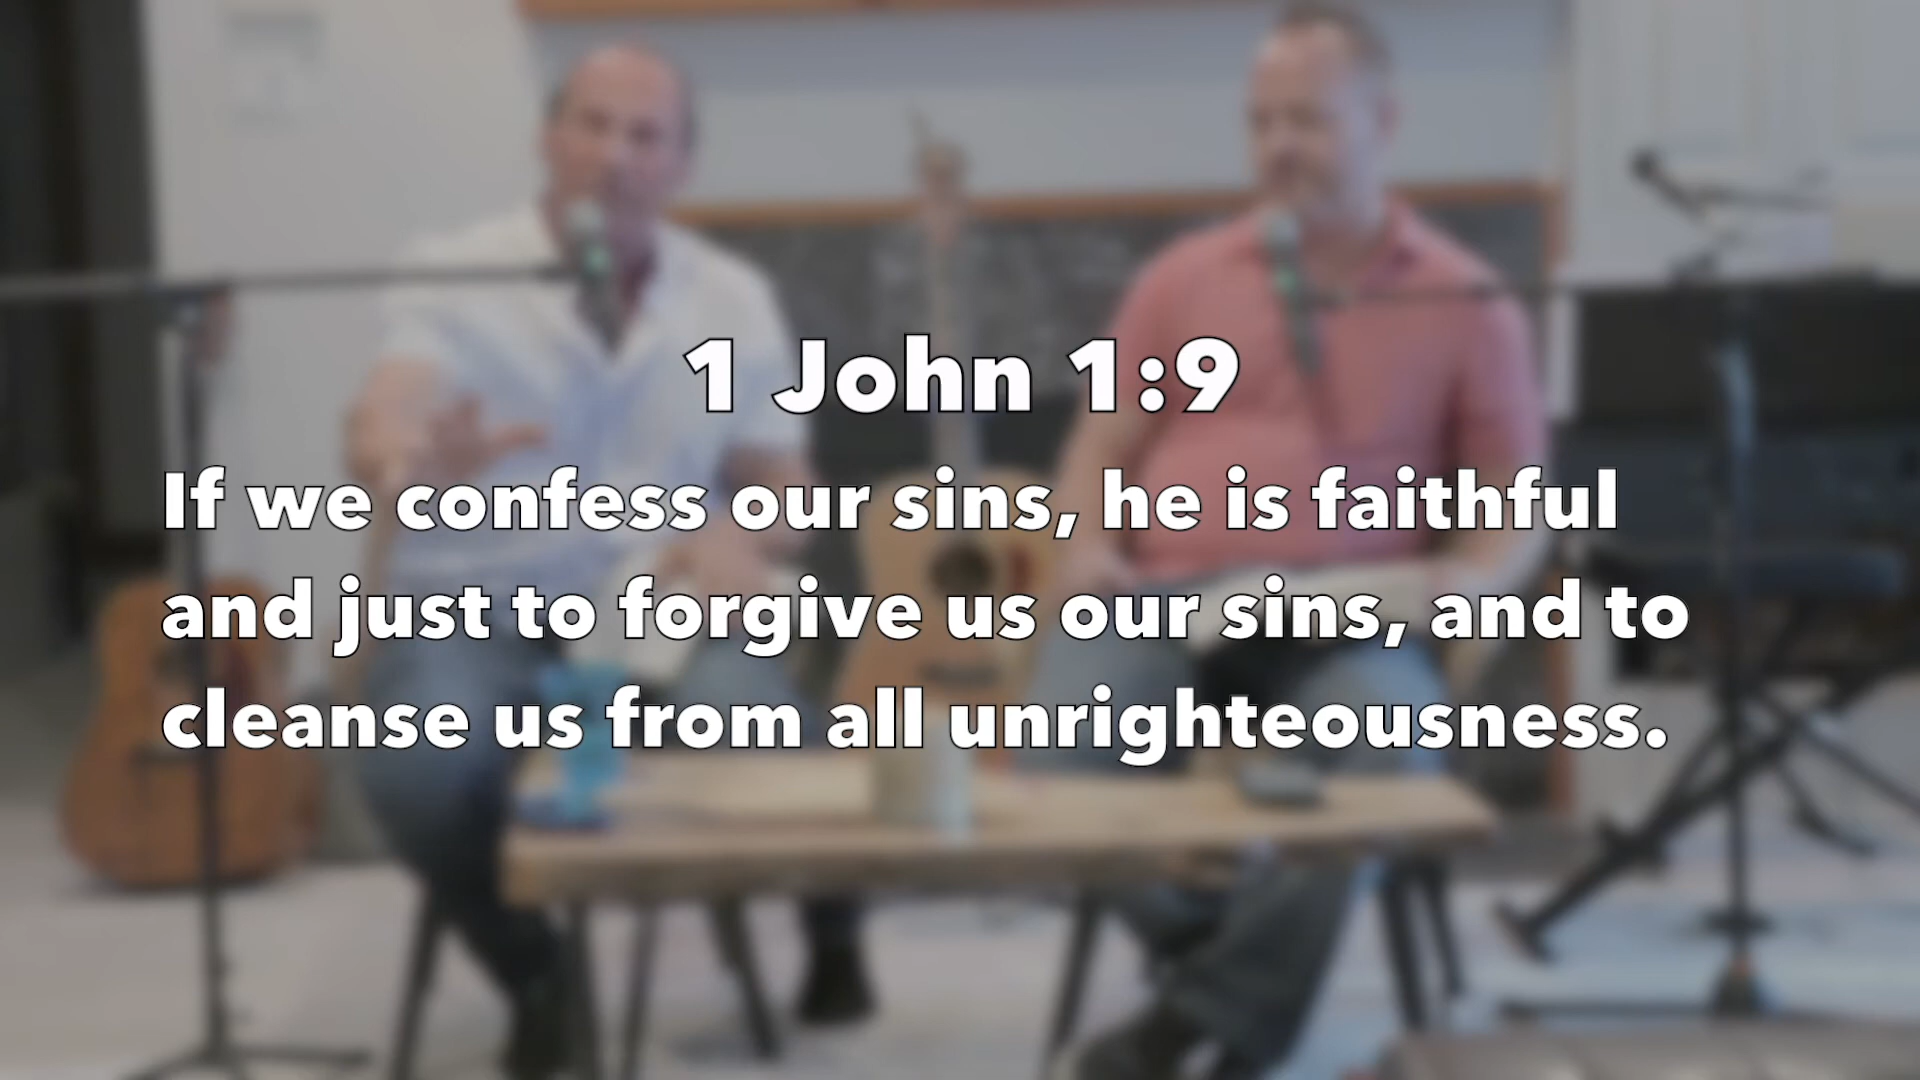 1 John 1:9
If we confess our sins, he is faithful
and just to forgive us our sins, and to
cleanse us from all unrighteousness.